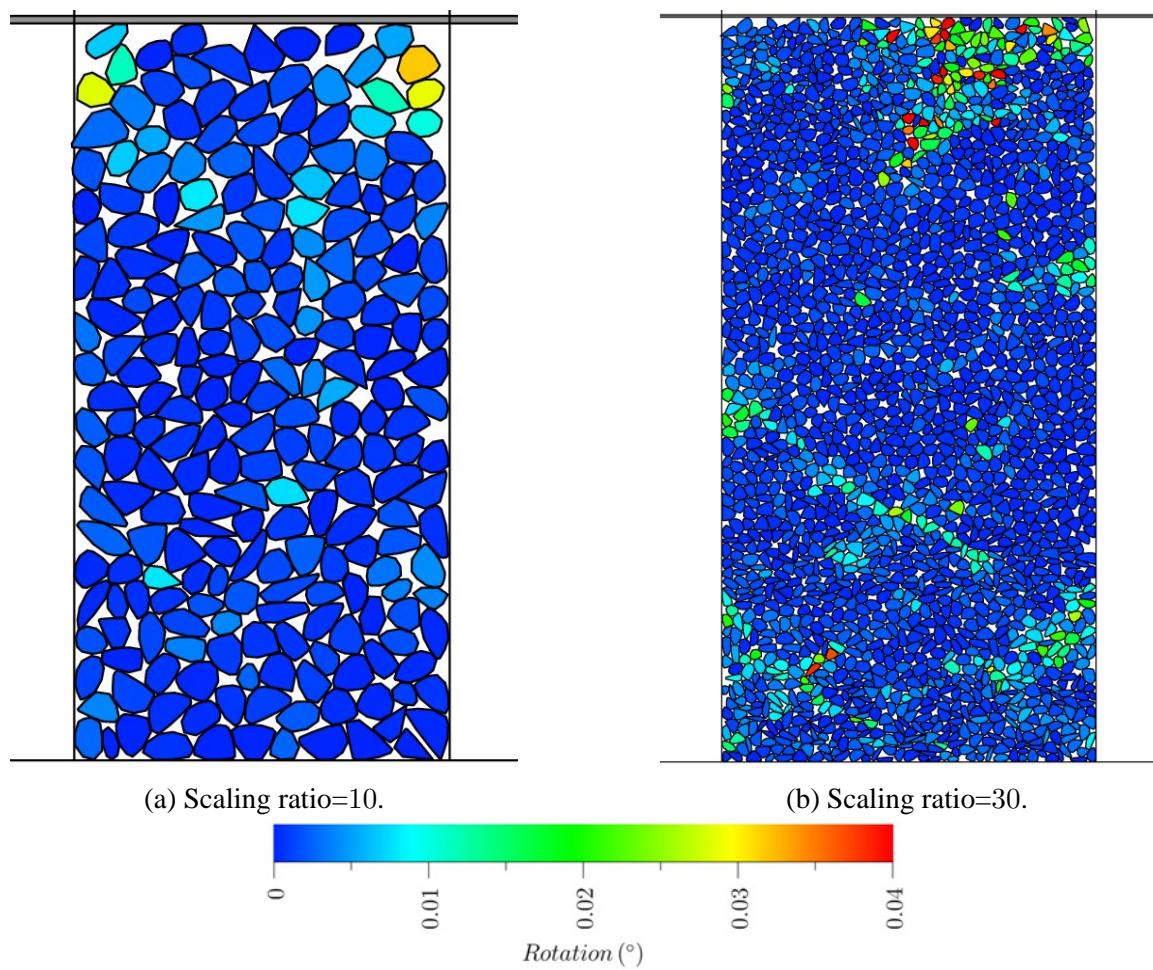 (a) Scaling ratio=10.
(b) Scaling ratio=30.
0
0.01
0.02
0.03
0.04
Rotation (°)